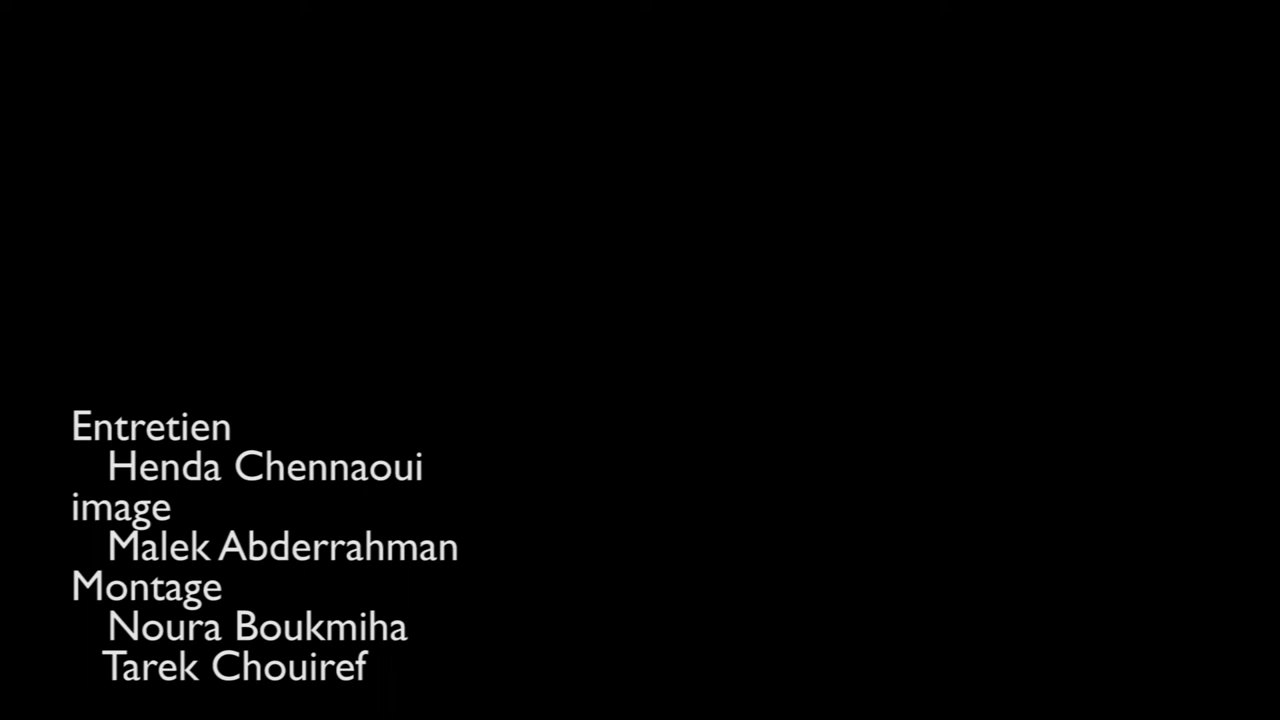 Entretien
Henda Chennaoui
image
Malek Abderrahman
Montage
Noura Boukmiha
Tarek Chouiref